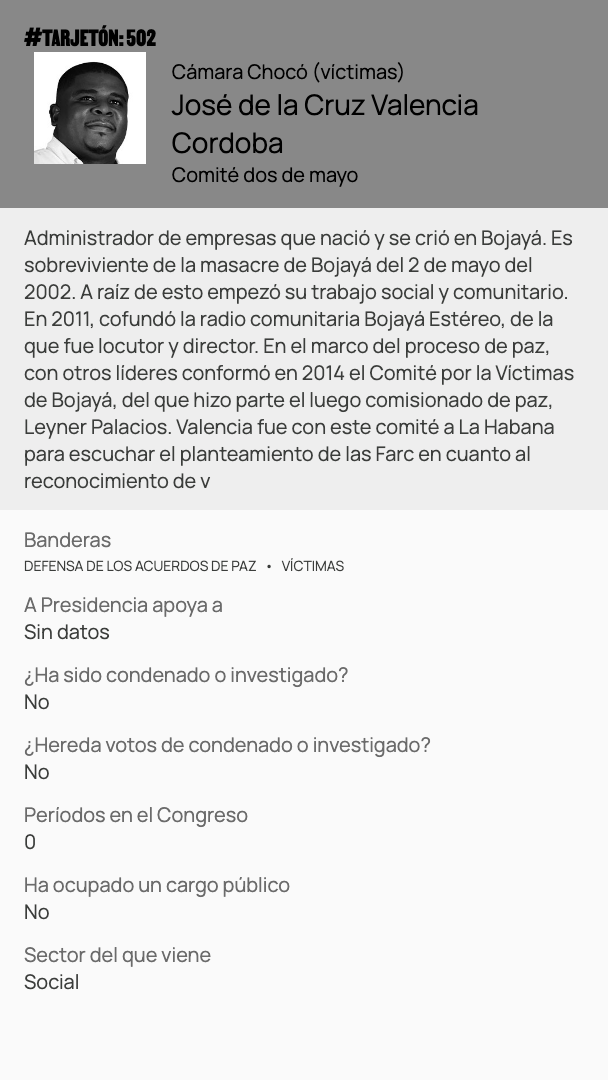 #TARJETÓN: 502
Cámara Chocó (víctimas)
José de la Cruz Valencia
Cordoba
Comité dos de mayo
Administrador de empresas que nació y se crió en Bojayá. Es
sobreviviente de la masacre de Bojayá del 2 de mayo del
2002. A raíz de esto empezó su trabajo social y comunitario.
En 2011, cofundó la radio comunitaria Bojayá Estéreo, de la
que fue locutor y director. En el marco del proceso de paz,
con otros líderes conformó en 2014 el Comité por la Víctimas
de Bojayá, del que hizo parte el luego comisionado de paz,
Leyner Palacios. Valencia fue con este comité a La Habana
para escuchar el planteamiento de las Farc en cuanto al
reconocimiento de v
Banderas
DEFENSA DE LOS ACUERDOS DE PAZ • VÍCTIMAS
A Presidencia apoya a
Sin datos
¿Ha sido condenado o investigado?
No
¿Hereda votos de condenado o investigado?
No
Períodos en el Congreso
0
Ha ocupado un cargo público
No
Sector del que viene
Social